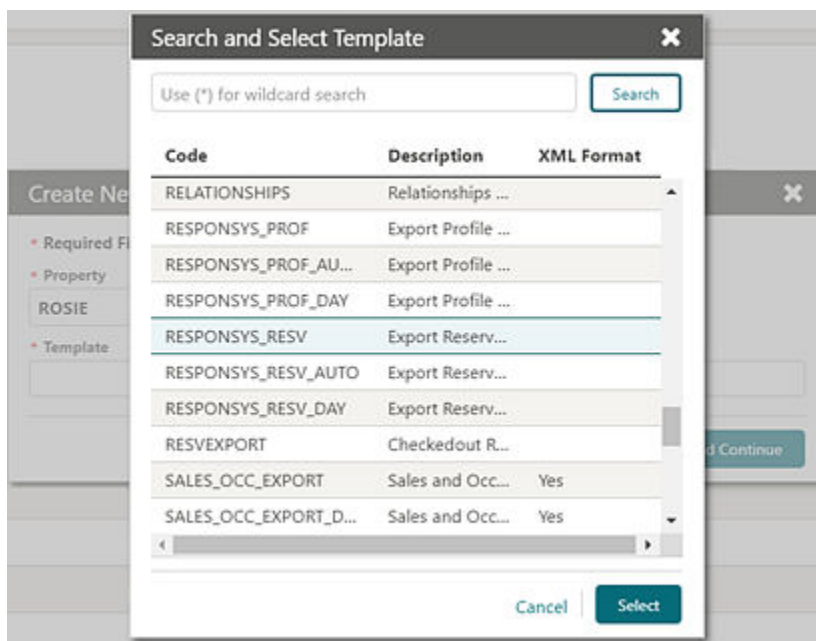 Search and Select Template
Use (*) for wildcard search
Search
Code Description XML Format
RELATIONSHIPS Relationships ...
RESPONSYS_PROF Export Profile ...
RESPONSYS_PROF_AU... Export Profile ...
RESPONSYS_PROF_DAY Export Profile ...
RESPONSYS_RESV Export Reserv...
RESPONSYS_RESV_AUTO Export Reserv...
RESPONSYS_RESV_DAY Export Reserv...
RESVEXPORT Checkedout R...
SALES_OCC_EXPORT Sales and Occ... Yes
SALES_OCC_EXPORT_D... Sales and Occ... Yes
Cancel Select
Create Ne
* Required Fi
* Property
ROSIE
* Template
d Continue